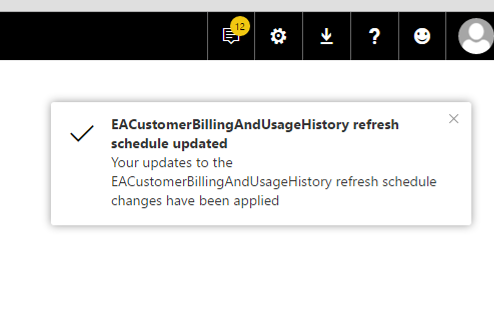 12
?
EACustomerBillingAndUsageHistory refresh
schedule updated
Your updates to the
EACustomerBillingAndUsageHistory refresh schedule
changes have been applied